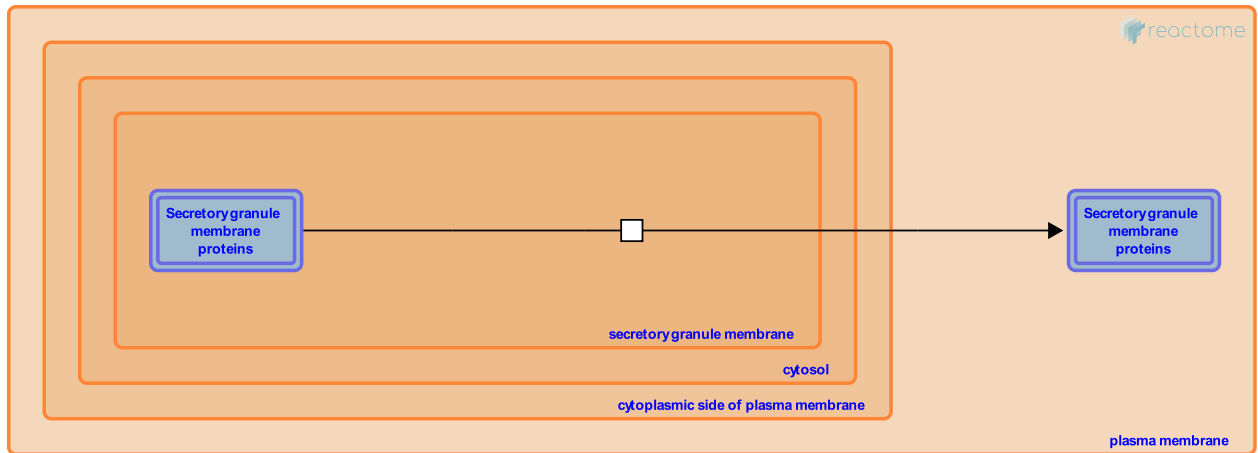 reactome
Secretory granule
membrane
proteins
Secretory granule
membrane
proteins
secretory granule membrane
cytosol
cytoplasmic side of plasma membrane
plasma membrane